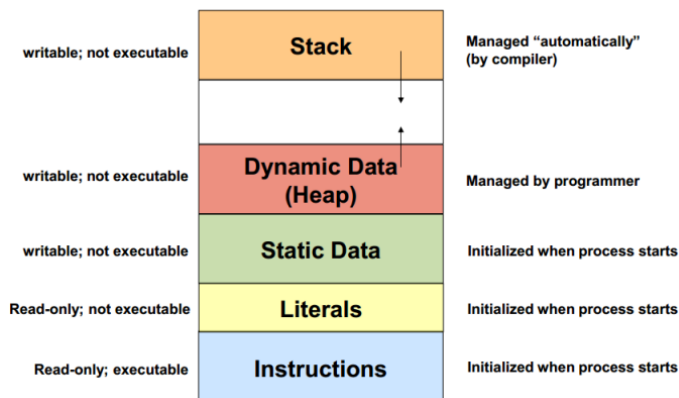 writable; not executable
Stack
Managed “automatically”
(by compiler)
writable; not executable
Dynamic Data
(Heap)
Managed by programmer
writable; not executable
Static Data
Initialized when process starts
Read-only; not executable
Literals
Initialized when process starts
Read-only; executable
Instructions
Initialized when process starts